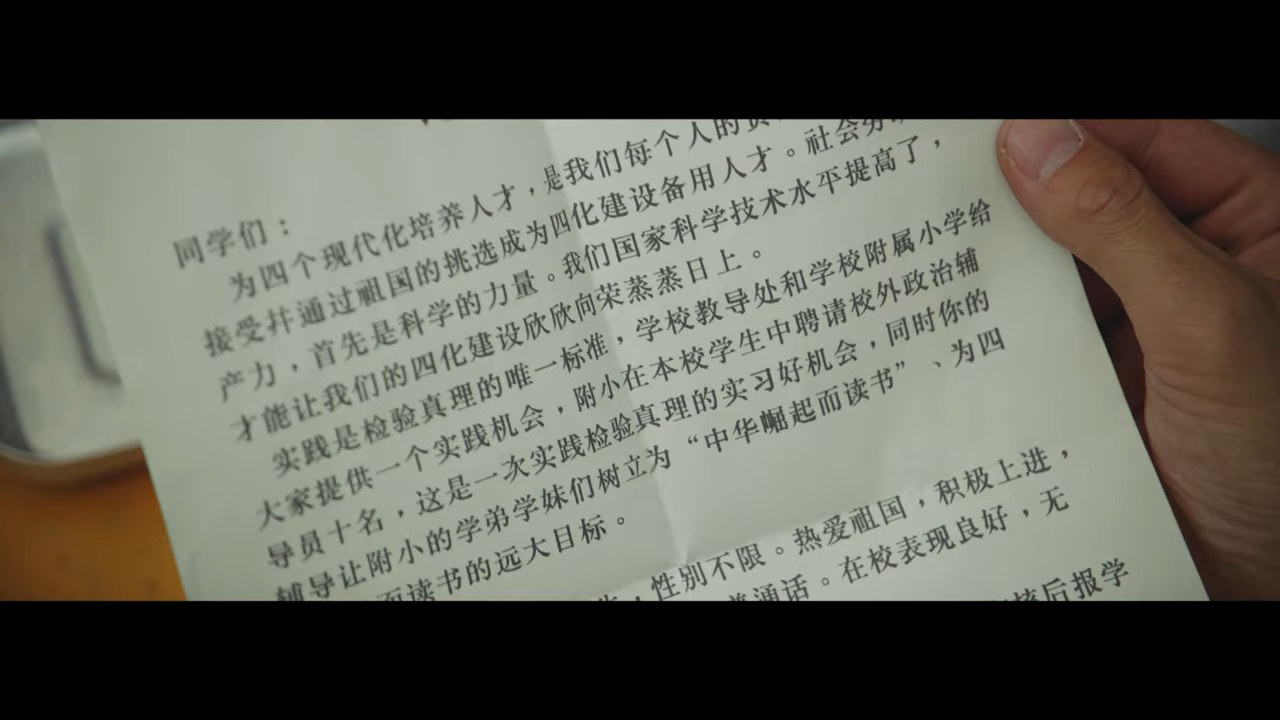 同学们：
为四个现代化培养人才，是我们每个人的责
接受并通过祖国的挑选成为四化建设备用人才。社会劳
产力，首先是科学的力量。我们国家科学技术水平提高了，
才能让我们的四化建设欣欣向荣蒸蒸日上。
实践是检验真理的唯一标准，学校教导处和学校附属小学给
大家提供一个实践机会，附小在本校学生中聘请校外政治辅
导员十名，这是一次实践检验真理的实习好机会，同时你的
辅导让附小的学弟学妹们树立为“中华崛起而读书”、为四
而读书的远大目标。
，性别不限。热爱祖国，积极上进，
普通话。在校表现良好，无
核后报学